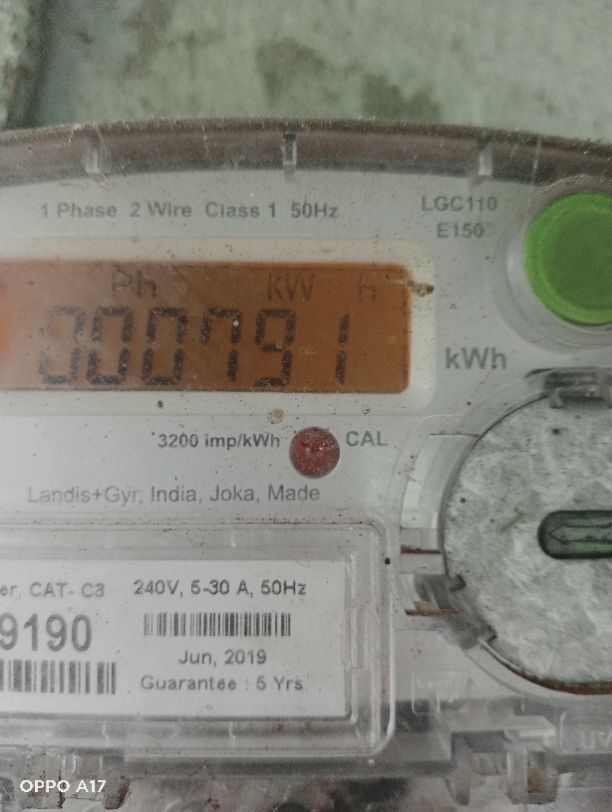 1 Phase 2 Wire Class 1 50Hz
LGC110
E150
Ph kW h
000791
kWh
3200 imp/kWh
CAL
Landis+Gyr, India, Joka, Made
er, CAT- C3 240V, 5-30 A, 50Hz
9190
Jun, 2019
Guarantee : 5 Yrs.
OPPO A17